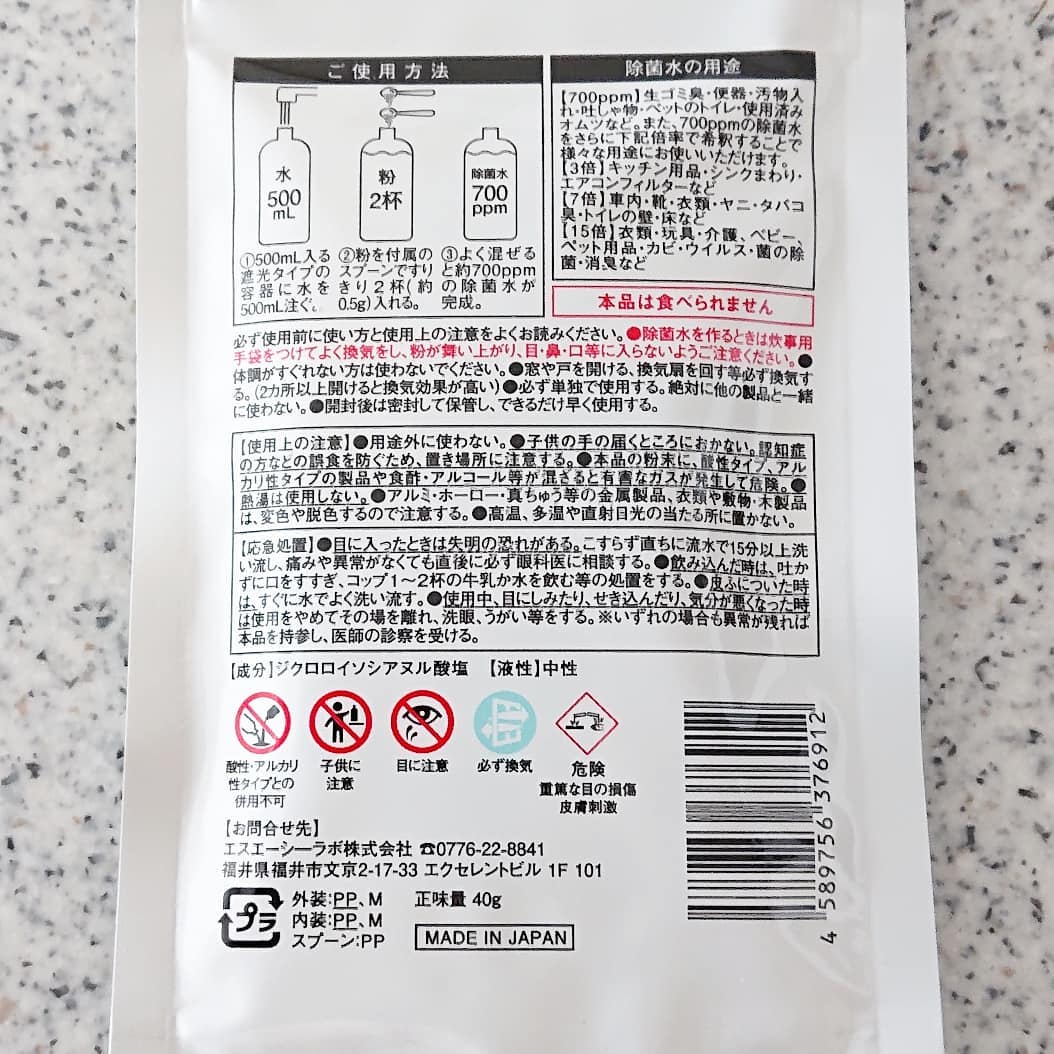 ご使用方法
水
500
mL
粉
2杯
除菌水
700
ppm
①500mL入る
遮光タイプの
容器に水を
500mL注ぐ。
②粉を付属の
スプーンですり
きり2杯(約
0.5g)入れる。
③よく混ぜる
と約700ppm
の除菌水が
完成。
除菌水の用途
【700ppm】生ゴミ臭・便器・汚物入
れ・吐しゃ物・ペットのトイレ・使用済み
オムツなど。また、700ppmの除菌水
をさらに下記倍率で希釈することで
様々な用途にお使いいただけます。
【3倍】キッチン用品・シンクまわり・
エアコンフィルターなど
【7倍】車内・靴・衣類・ヤニ・タバコ
臭・トイレの壁・床など
【15倍】衣類・玩具・介護、ベビー、
ペット用品・カビ・ウイルス・菌の除
菌・消臭など
本品は食べられません
必ず使用前に使い方と使用上の注意をよくお読みください。●除菌水を作るときは炊事用
手袋をつけてよく換気をし、粉が舞い上がり、目・鼻・口等に入らないようご注意ください。●
体調がすぐれない方は使わないでください。●窓や戸を開ける、換気扇を回す等必ず換気す
る。(2カ所以上開けると換気効果が高い)●必ず単独で使用する。絶対に他の製品と一緒
に使わない。●開封後は密封して保管し、できるだけ早く使用する。
【使用上の注意】●用途外に使わない。●子供の手の届くところにおかない。認知症
の方などの誤食を防ぐため、置き場所に注意する。●本品の粉末に、酸性タイプ、アル
カリ性タイプの製品や食酢・アルコール等が混ざると有害なガスが発生して危険。●
熱湯は使用しない。●アルミ・ホーロー・真ちゅう等の金属製品、衣類や敷物・木製品
は、変色や脱色するので注意する。●高温、多湿や直射日光の当たる所に置かない。
【応急処置】●目に入ったときは失明の恐れがある。こすらず直ちに流水で15分以上洗
い流し、痛みや異常がなくても直後に必ず眼科医に相談する。●飲み込んだ時は、吐か
ずに口をすすぎ、コップ1〜2杯の牛乳か水を飲む等の処置をする。●皮ふについた時
は、すぐに水でよく洗い流す。●使用中、目にしみたり、せき込んだり、気分が悪くなった時
は使用をやめてその場を離れ、洗眼、うがい等をする。※いずれの場合も異常が残れば
本品を持参し、医師の診察を受ける。
【成分】ジクロロイソシアヌル酸塩 【液性】中性
酸性・アルカリ
性タイプとの
併用不可
子供に
注意
目に注意
必ず換気
危険
重篤な目の損傷
皮膚刺激
【お問合せ先】
エスエーシーラボ株式会社 ☎0776-22-8841
福井県福井市文京2-17-33 エクセレントビル 1F 101
プラ
外装:PP、M
内装:PP、M
スプーン:PP
正味量 40g
MADE IN JAPAN
4 589756 376912